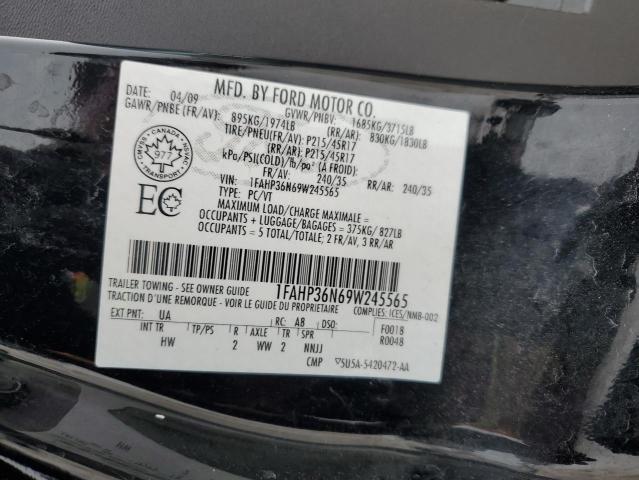 MFD. BY FORD MOTOR CO.
DATE: 04/09 GVWR/PNBV: 1685KG/3715LB
GAWR/PNBE (FR/AV): 895KG/1974LB (RR/AR): 830KG/1830LB
TIRE/PNEU(FR/AV): P215/45R17
(RR/AR): P215/45R17
kPa/PSI(COLD)/lb/po² (A FROID):
FR/AV: 240/35 RR/AR: 240/35
VIN: 1FAHP36N69W245565
TYPE: PC/VT
MAXIMUM LOAD/CHARGE MAXIMALE =
OCCUPANTS + LUGGAGE/BAGAGES = 375KG/ 827LB
OCCUPANTS = 5 TOTAL/TOTALE; 2 FR/AV, 3 RR/AR
CMVSS CANADA NSVAC
977
TRANSPORT
EC
1FAHP36N69W245565
TRAILER TOWING - SEE OWNER GUIDE
TRACTION D'UNE REMORQUE - VOIR LE GUIDE DU PROPRIETAIRE
COMPLIES: ICES/NMB-002
EXT PNT: UA RC: A8 DSO: F0018
INT TR TP/PS R AXLE TR SPR R0048
HW 2 WW 2 NNJJ
CMP 5U5A-5420472-AA